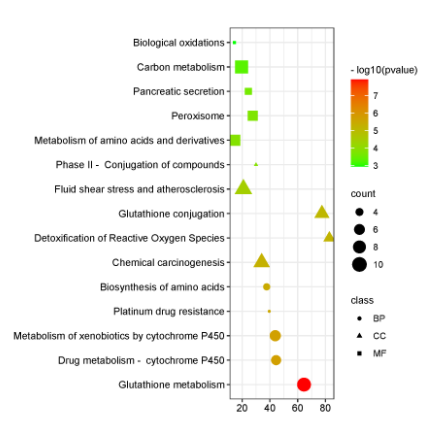 Biological oxidations
Carbon metabolism
Pancreatic secretion
Peroxisome
Metabolism of amino acids and derivatives
Phase II - Conjugation of compounds
Fluid shear stress and atherosclerosis
Glutathione conjugation
Detoxification of Reactive Oxygen Species
Chemical carcinogenesis
Biosynthesis of amino acids
Platinum drug resistance
Metabolism of xenobiotics by cytochrome P450
Drug metabolism - cytochrome P450
Glutathione metabolism
20 40 60 80
- log10(pvalue)
7
6
5
4
3
count
4
6
8
10
class
BP
CC
MF